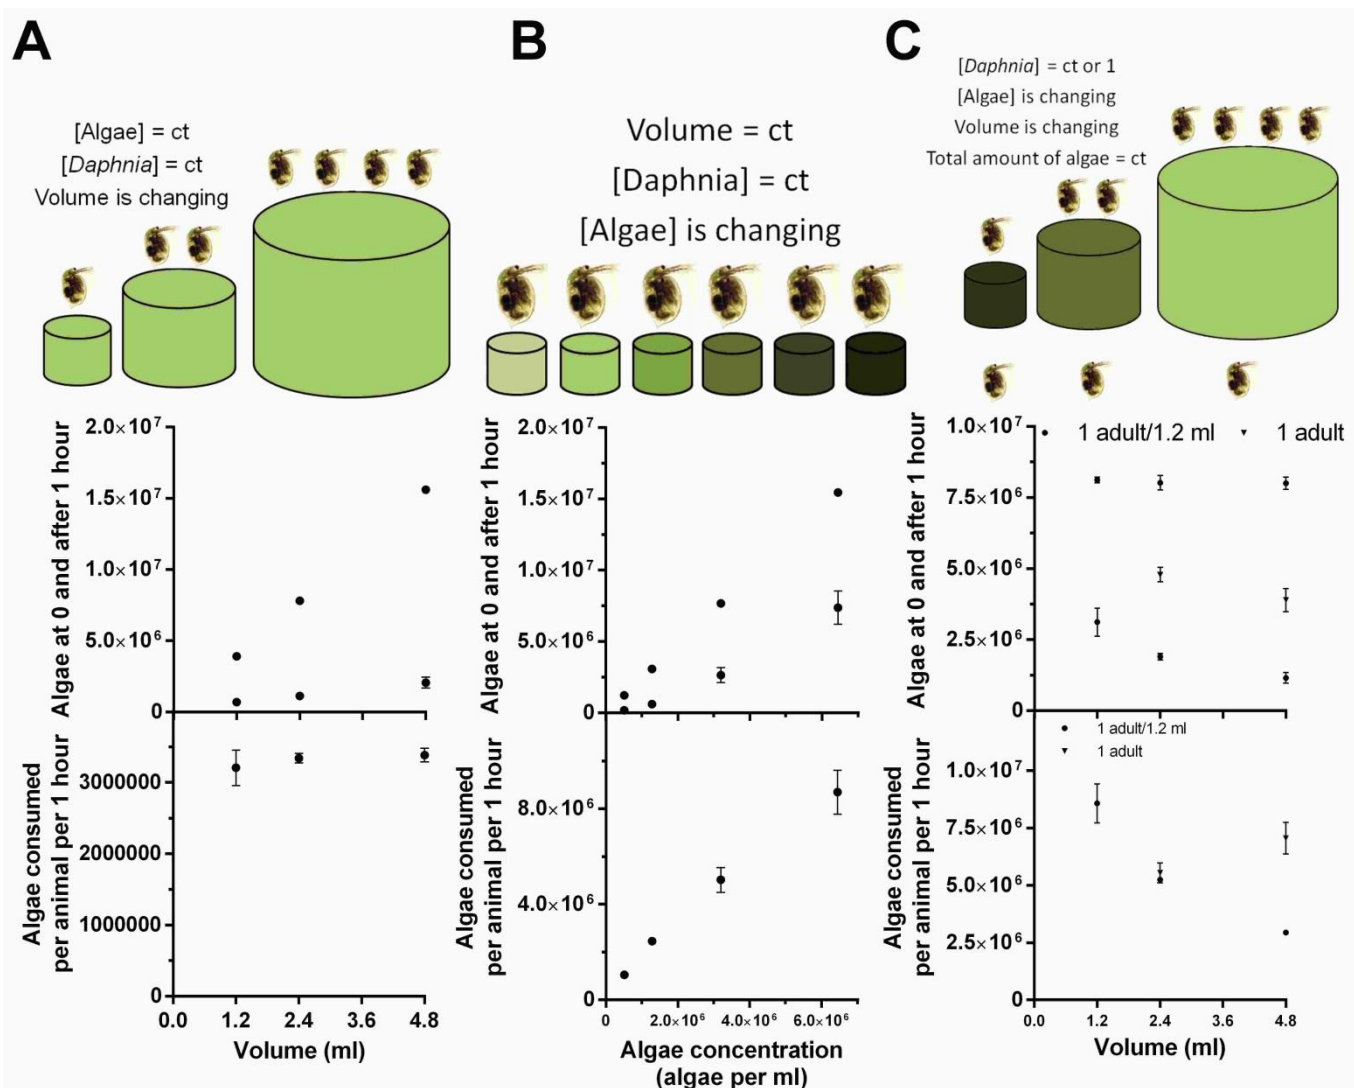 A
[Algae] = ct
[Daphnia] = ct
Volume is changing
Algae at 0 and after 1 hour
2.0×10⁷
1.5×10⁷
1.0×10⁷
5.0×10⁶
0
Algae consumed
per animal per 1 hour
3000000
2000000
1000000
0
0.0 1.2 2.4 3.6 4.8
Volume (ml)
B
Volume = ct
[Daphnia] = ct
[Algae] is changing
Algae at 0 and after 1 hour
2.0×10⁷
1.5×10⁷
1.0×10⁷
5.0×10⁶
0
Algae consumed
per animal per 1 hour
8.0×10⁶
4.0×10⁶
0
0 2.0×10⁶ 4.0×10⁶ 6.0×10⁶
Algae concentration
(algae per ml)
C
[Daphnia] = ct or 1
[Algae] is changing
Volume is changing
Total amount of algae = ct
Algae at 0 and after 1 hour
1.0×10⁷
7.5×10⁶
5.0×10⁶
2.5×10⁶
0
1 adult/1.2 ml 1 adult
Algae consumed
per animal per 1 hour
1 adult/1.2 ml
1 adult
1.0×10⁷
7.5×10⁶
5.0×10⁶
2.5×10⁶
0
0.0 1.2 2.4 3.6 4.8
Volume (ml)